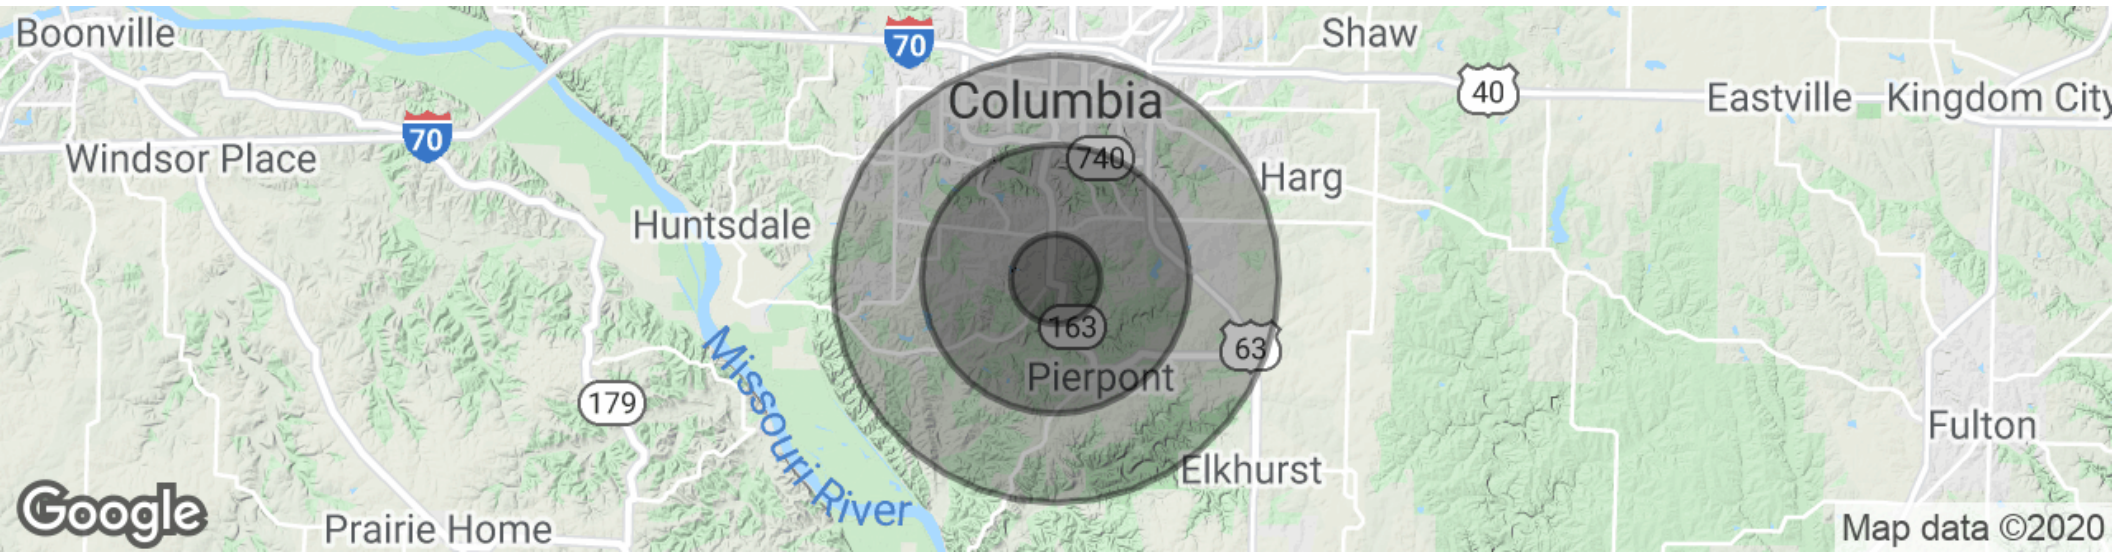 Boonville
70
Shaw
Columbia
40
Eastville
Kingdom City
70
Windsor Place
740
Harg
Huntsdale
163
63
Pierpont
Missouri River
179
Fulton
Elkhurst
Google
Prairie Home
Map data ©2020